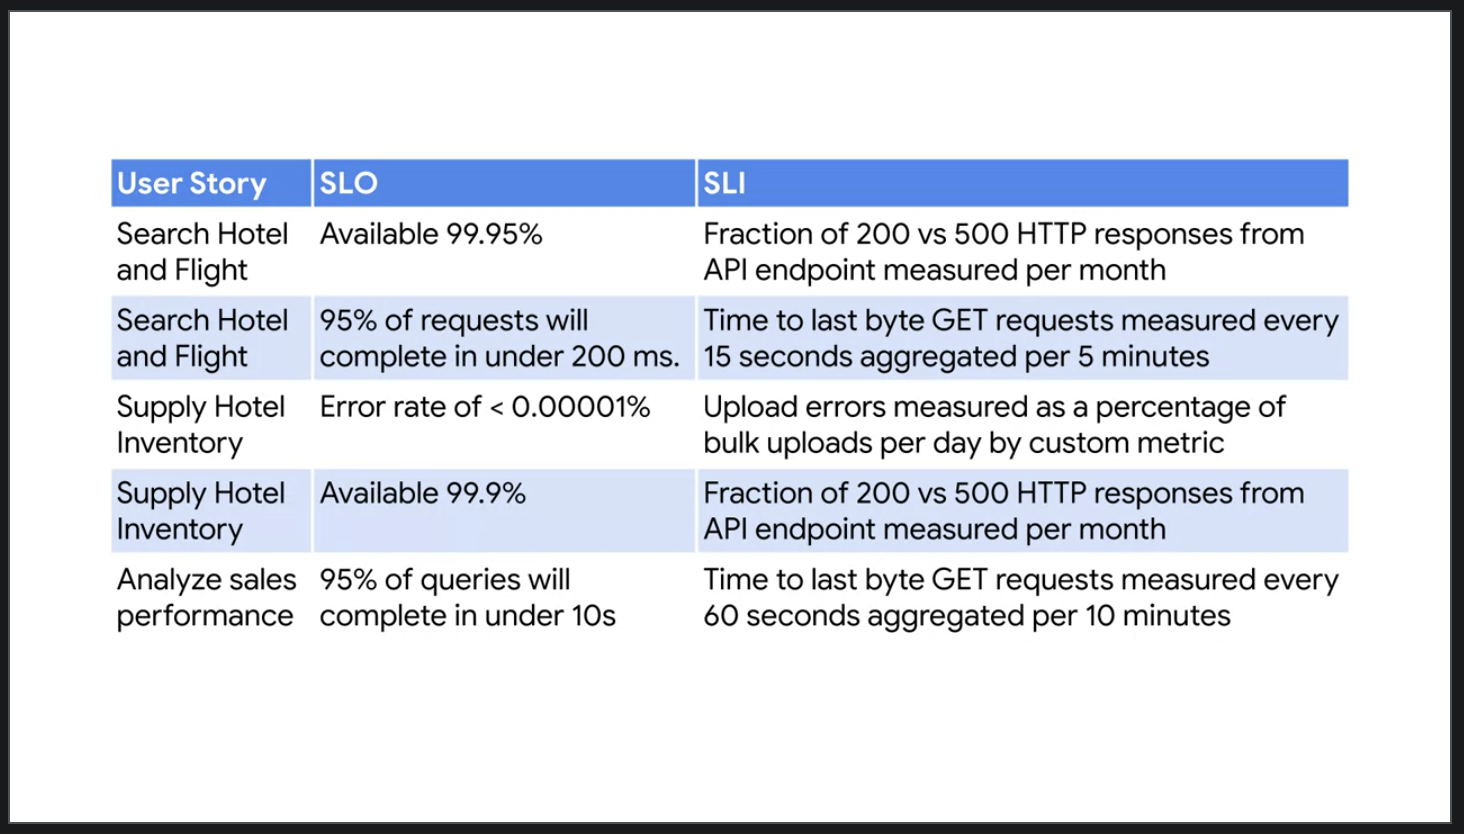 User Story SLO SLI
Search Hotel and Flight
Available 99.95%
Fraction of 200 vs 500 HTTP responses from
API endpoint measured per month
Search Hotel and Flight
95% of requests will
complete in under 200 ms.
Time to last byte GET requests measured every
15 seconds aggregated per 5 minutes
Supply Hotel
Inventory
Error rate of < 0.00001%
Upload errors measured as a percentage of
bulk uploads per day by custom metric
Supply Hotel
Inventory
Available 99.9%
Fraction of 200 vs 500 HTTP responses from
API endpoint measured per month
Analyze sales
performance
95% of queries will
complete in under 10s
Time to last byte GET requests measured every
60 seconds aggregated per 10 minutes